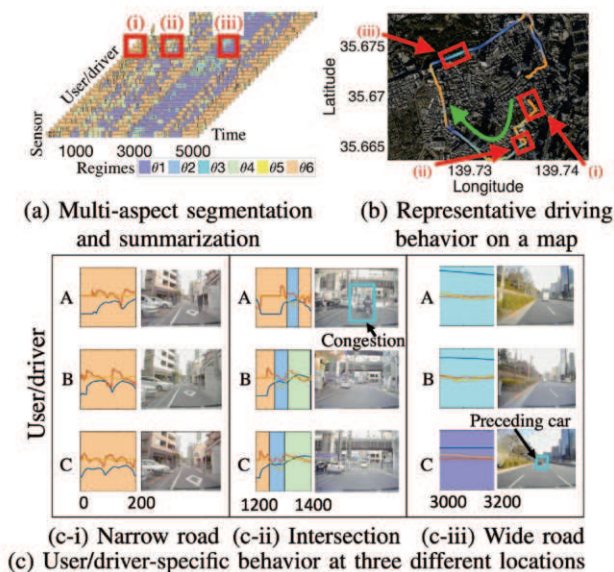 (i) (ii) (iii)
User/driver
Sensor
Time
1000 3000 5000
Regimes θ1 θ2 θ3 θ4 θ5 θ6
(a) Multi-aspect segmentation
and summarization
(iii)
35.675
35.67
35.665
Latitude
(ii)
(i)
139.73 139.74
Longitude
(b) Representative driving
behavior on a map
User/driver
A
B
C
0 200
(c-i) Narrow road
A
Congestion
B
C
1200 1400
(c-ii) Intersection
A
B
Preceding car
C
3000 3200
(c-iii) Wide road
(c) User/driver-specific behavior at three different locations